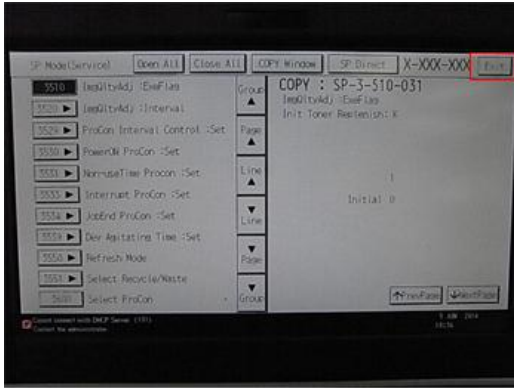 SP Mode(Service) Open All Close All COPY Window SP Direct X-XXX-XXX Exit
3510 ImgQltyAdj :ExeFlag
3520 ImgQltyAdj :Interval
3529 ProCon Interval Control :Set
3530 PowerON ProCon :Set
3531 Non-useTime Procon :Set
3533 Interrupt ProCon :Set
3534 JobEnd ProCon :Set
Dev Agitating Time :Set
3550 Refresh Mode
3551 Select Recycle/Waste
Select ProCon
Group
Page
Line
Line
Page
Group
COPY : SP-3-510-031
ImgQltyAdj :ExeFlag
Init Toner Replenish: K
1
Initial 0
PrevPage NextPage
Cannot connect with DHCP Server (101)
Contact the administrator.
2014